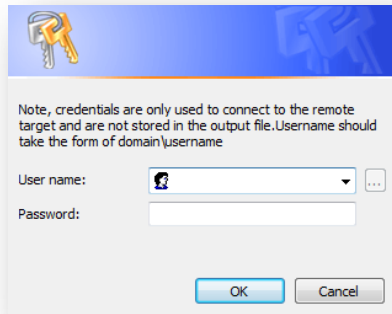 Note, credentials are only used to connect to the remote
target and are not stored in the output file.Username should
take the form of domain\username
User name:
...
Password:
OK
Cancel